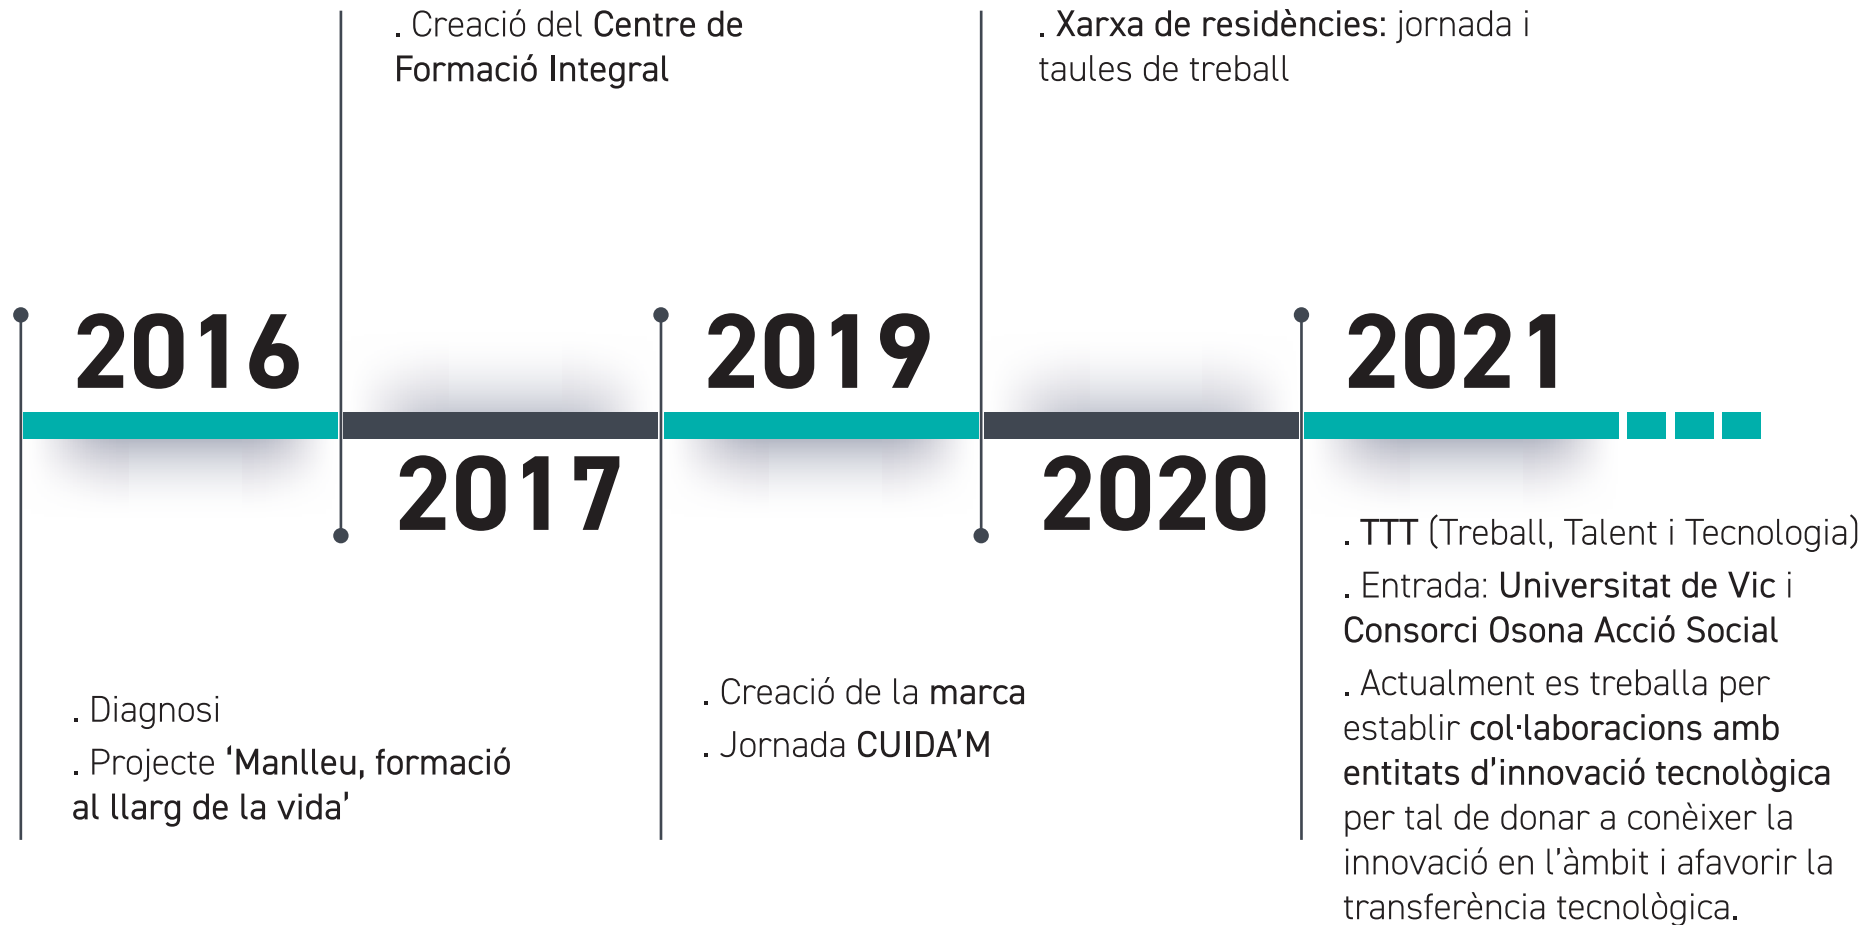 . Creació del Centre de
Formació Integral
. Xarxa de residències: jornada i
taules de treball
2016
2019
2021
2017
2020
. Diagnosi
. Projecte ‘Manlleu, formació
al llarg de la vida’
. Creació de la marca
. Jornada CUIDA’M
. TTT (Treball, Talent i Tecnologia)
. Entrada: Universitat de Vic i
Consorci Osona Acció Social
. Actualment es treballa per
establir col·laboracions amb
entitats d’innovació tecnològica
per tal de donar a conèixer la
innovació en l’àmbit i afavorir la
transferència tecnològica.